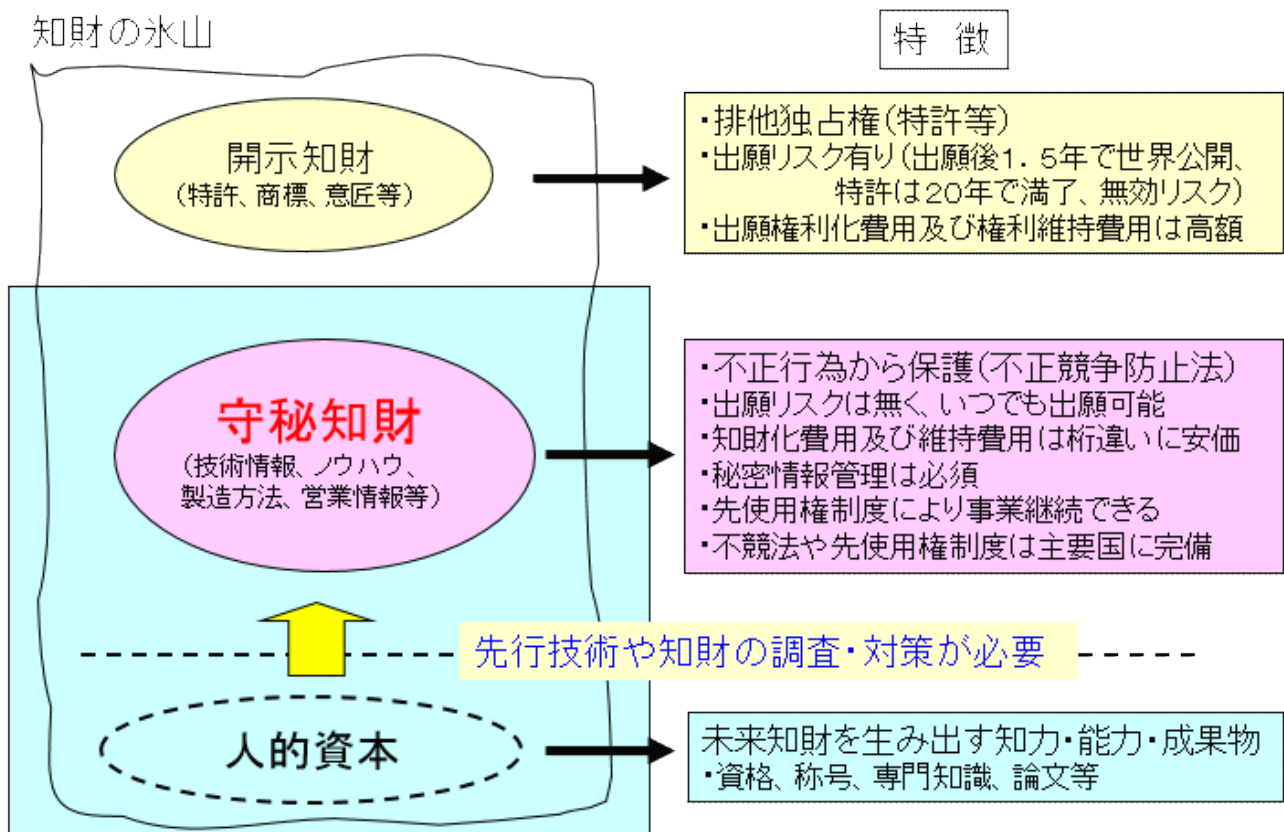 知財の氷山
特　徴
開示知財
(特許、商標、意匠等)
・排他独占権(特許等)
・出願リスク有り(出願後1．5年で世界公開、
特許は20年で満了、無効リスク)
・出願権利化費用及び権利維持費用は高額
守秘知財
(技術情報、ノウハウ、
製造方法、営業情報等)
・不正行為から保護(不正競争防止法)
・出願リスクは無く、いつでも出願可能
・知財化費用及び維持費用は桁違いに安価
・秘密情報管理は必須
・先使用権制度により事業継続できる
・不競法や先使用権制度は主要国に完備
先行技術や知財の調査・対策が必要
人的資本
未来知財を生み出す知力・能力・成果物
・資格、称号、専門知識、論文等